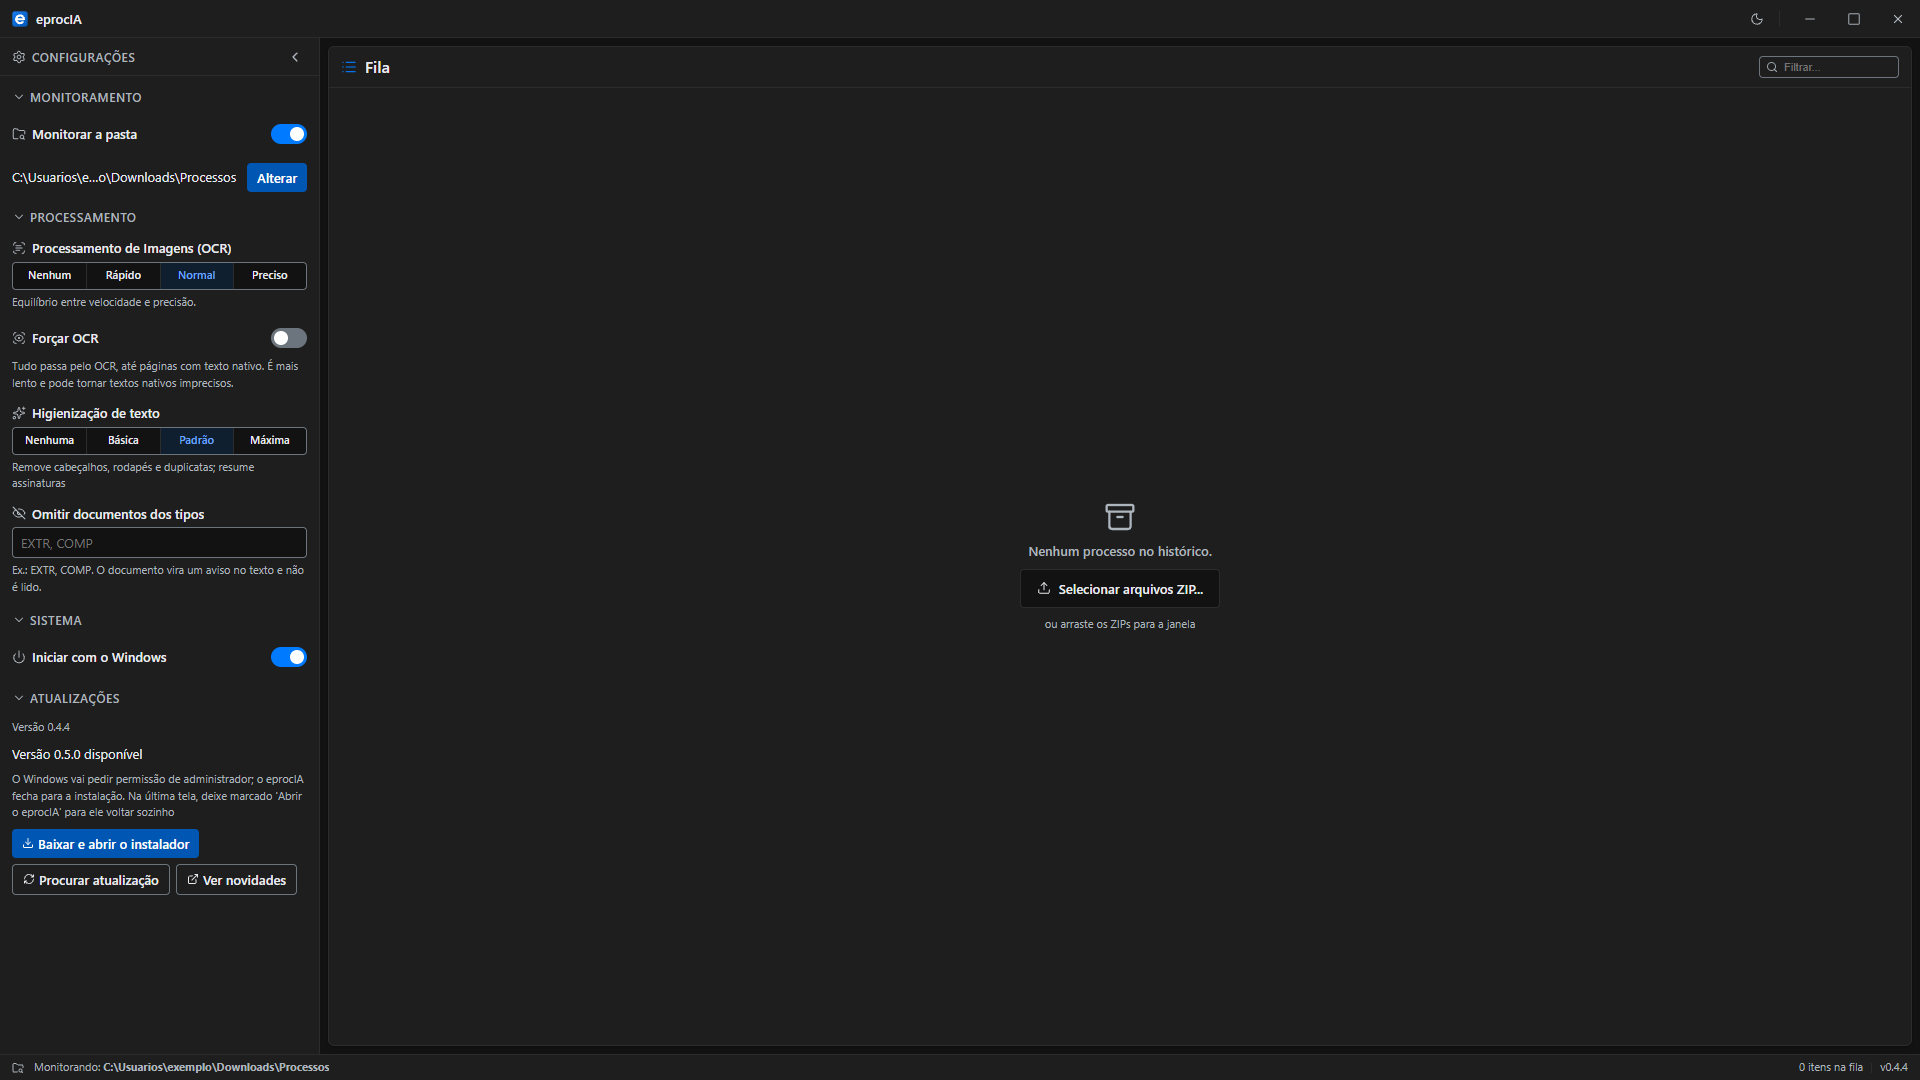 eprocIA
CONFIGURAÇÕES
MONITORAMENTO
Monitorar a pasta
C:\Usuarios\e...o\Downloads\Processos
Alterar
PROCESSAMENTO
Processamento de Imagens (OCR)
Nenhum Rápido Normal Preciso
Equilíbrio entre velocidade e precisão.
Forçar OCR
Tudo passa pelo OCR, até páginas com texto nativo. É mais
lento e pode tornar textos nativos imprecisos.
Higienização de texto
Nenhuma Básica Padrão Máxima
Remove cabeçalhos, rodapés e duplicatas; resume
assinaturas
Omitir documentos dos tipos
EXTR, COMP
Ex.: EXTR, COMP. O documento vira um aviso no texto e não
é lido.
SISTEMA
Iniciar com o Windows
ATUALIZAÇÕES
Versão 0.4.4
Versão 0.5.0 disponível
O Windows vai pedir permissão de administrador; o eprocIA
fecha para a instalação. Na última tela, deixe marcado 'Abrir
o eprocIA' para ele voltar sozinho
Baixar e abrir o instalador
Procurar atualização Ver novidades
Fila
Filtrar...
Nenhum processo no histórico.
Selecionar arquivos ZIP...
ou arraste os ZIPs para a janela
Monitorando: C:\Usuarios\exemplo\Downloads\Processos
0 itens na fila v0.4.4